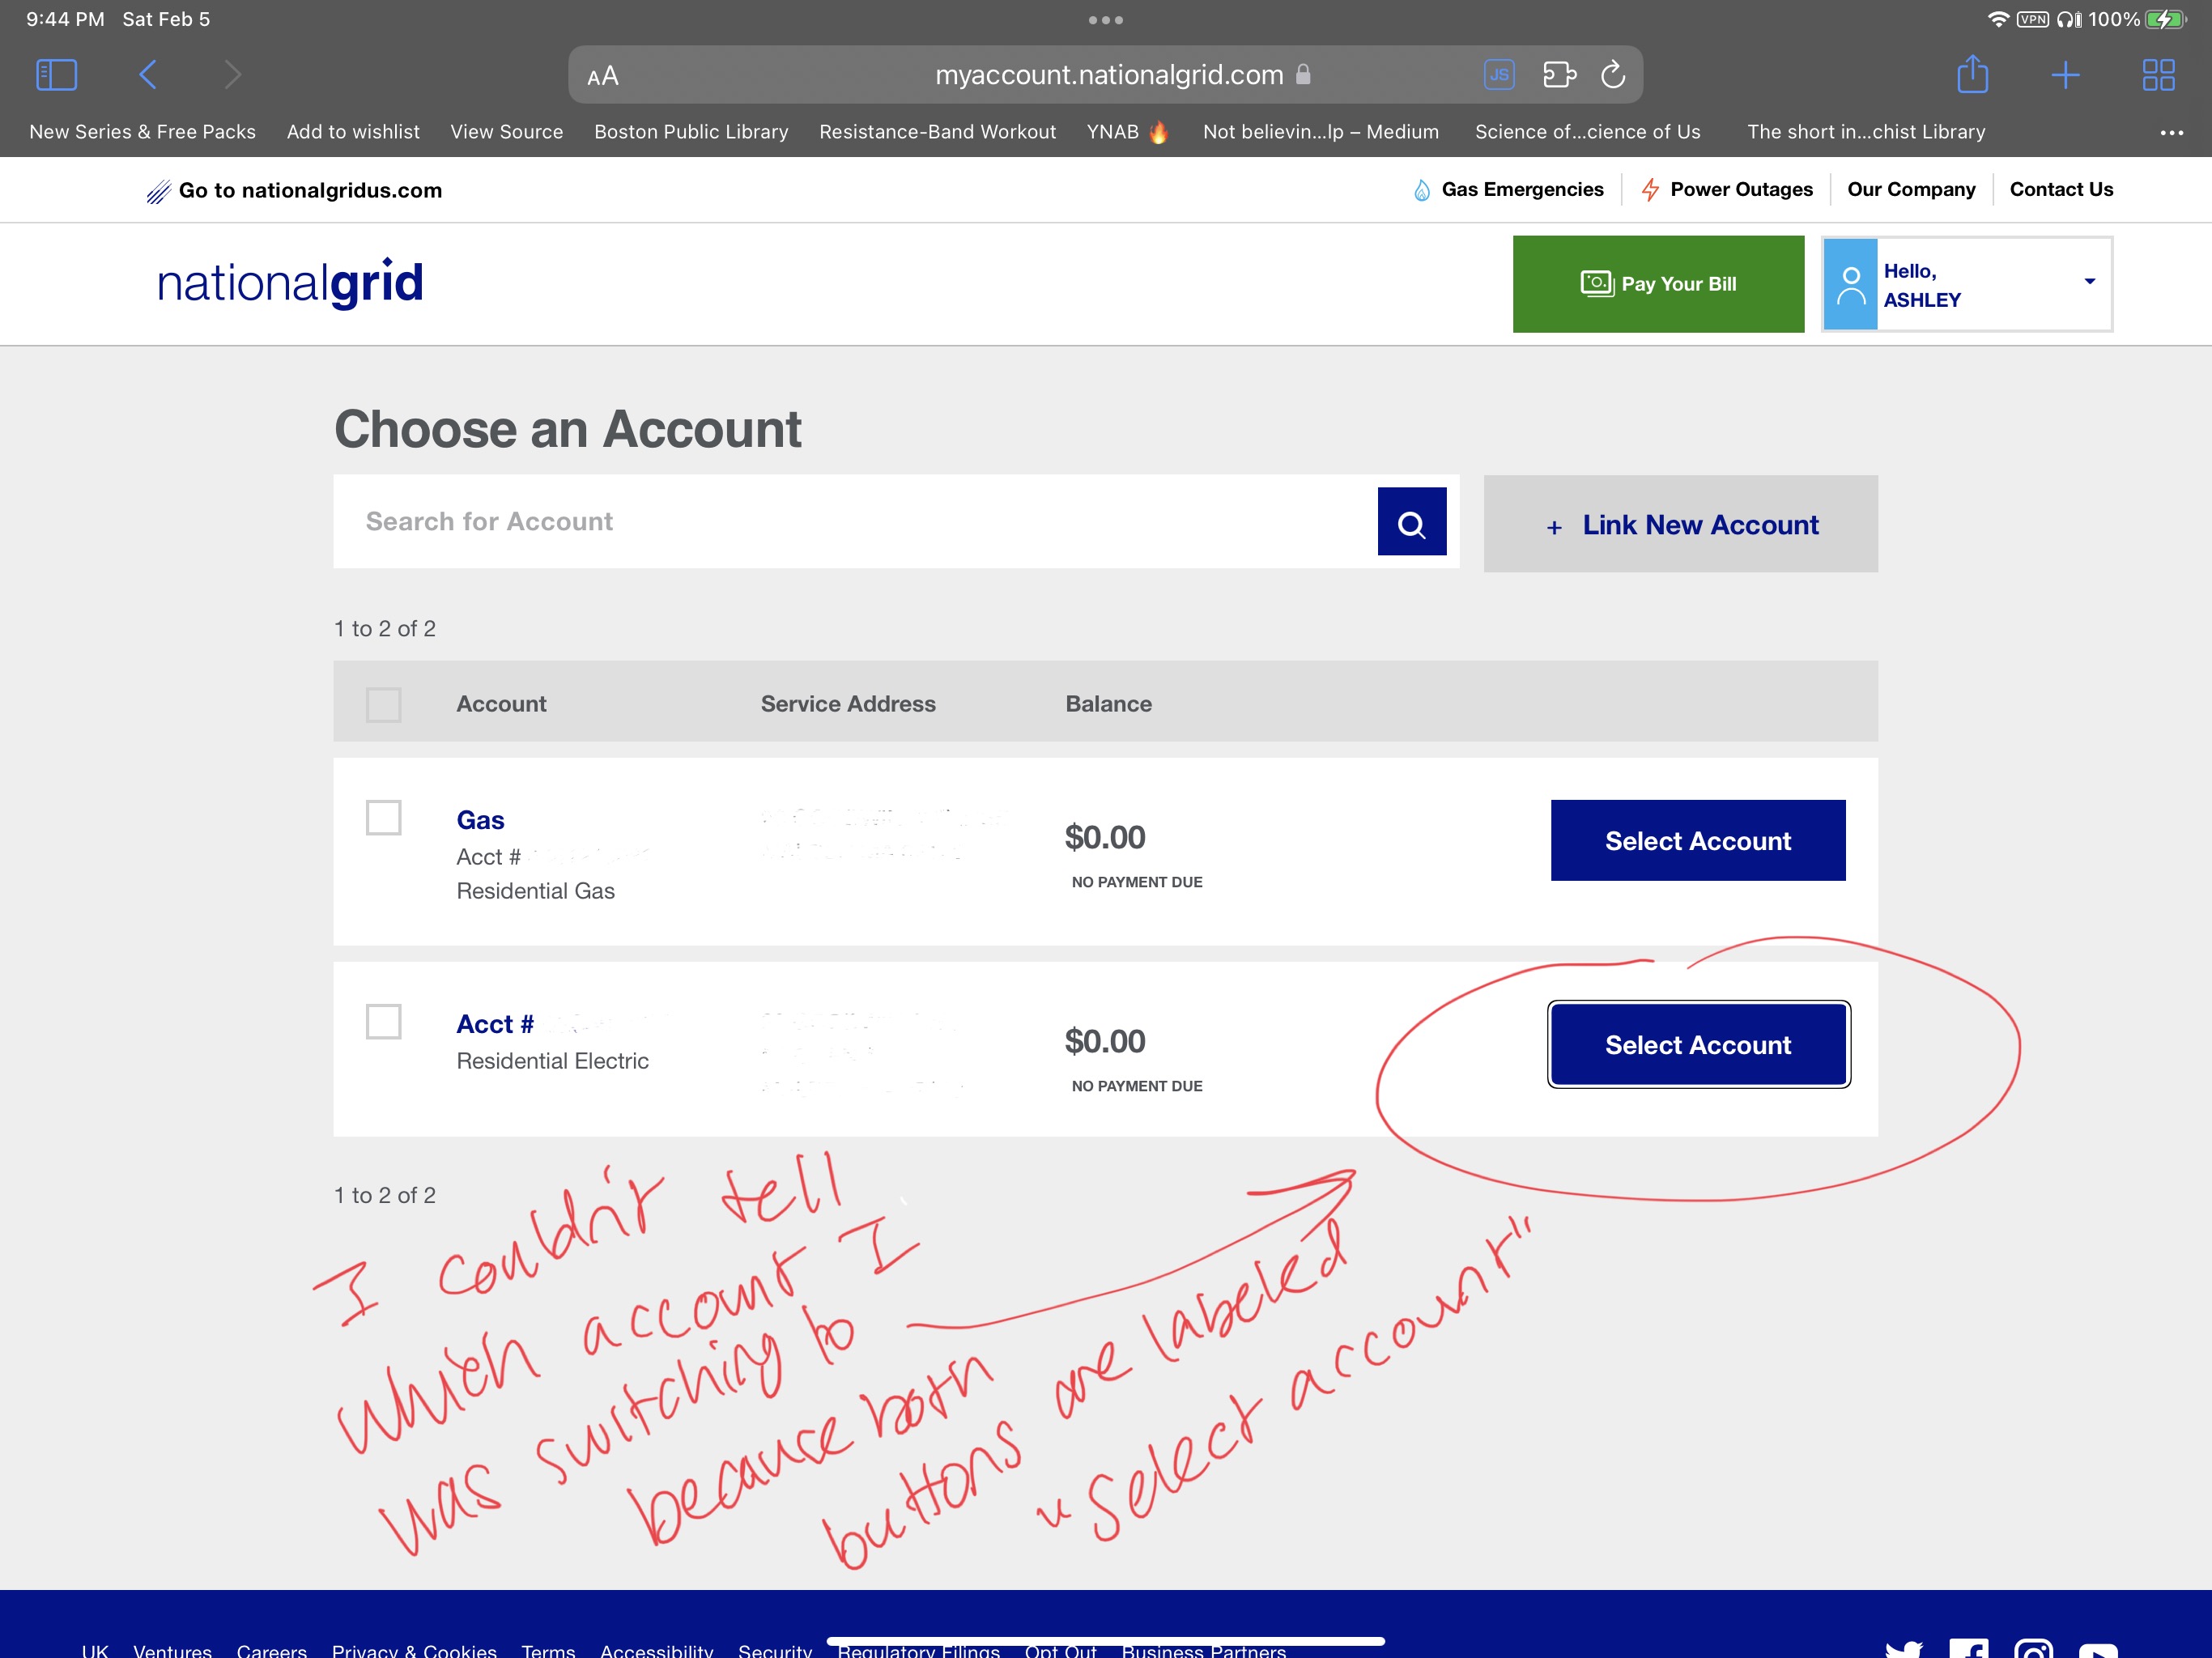 9:44 PM Sat Feb 5
VPN 100%
AA myaccount.nationalgrid.com JS
New Series & Free Packs Add to wishlist View Source Boston Public Library Resistance-Band Workout YNAB 🔥 Not believin...lp – Medium Science of...cience of Us The short in...chist Library
Go to nationalgridus.com Gas Emergencies Power Outages Our Company Contact Us
nationalgrid
Pay Your Bill
Hello,
ASHLEY
Choose an Account
Search for Account
+ Link New Account
1 to 2 of 2
Account Service Address Balance
Gas
Acct #
Residential Gas
$0.00
NO PAYMENT DUE
Select Account
Acct #
Residential Electric
$0.00
NO PAYMENT DUE
Select Account
1 to 2 of 2
I couldn't tell
which account I
was switching to
because both
buttons are labeled
"Select account"
UK Ventures Careers Privacy & Cookies Terms Accessibility Security Regulatory Filings Opt Out Business Partners